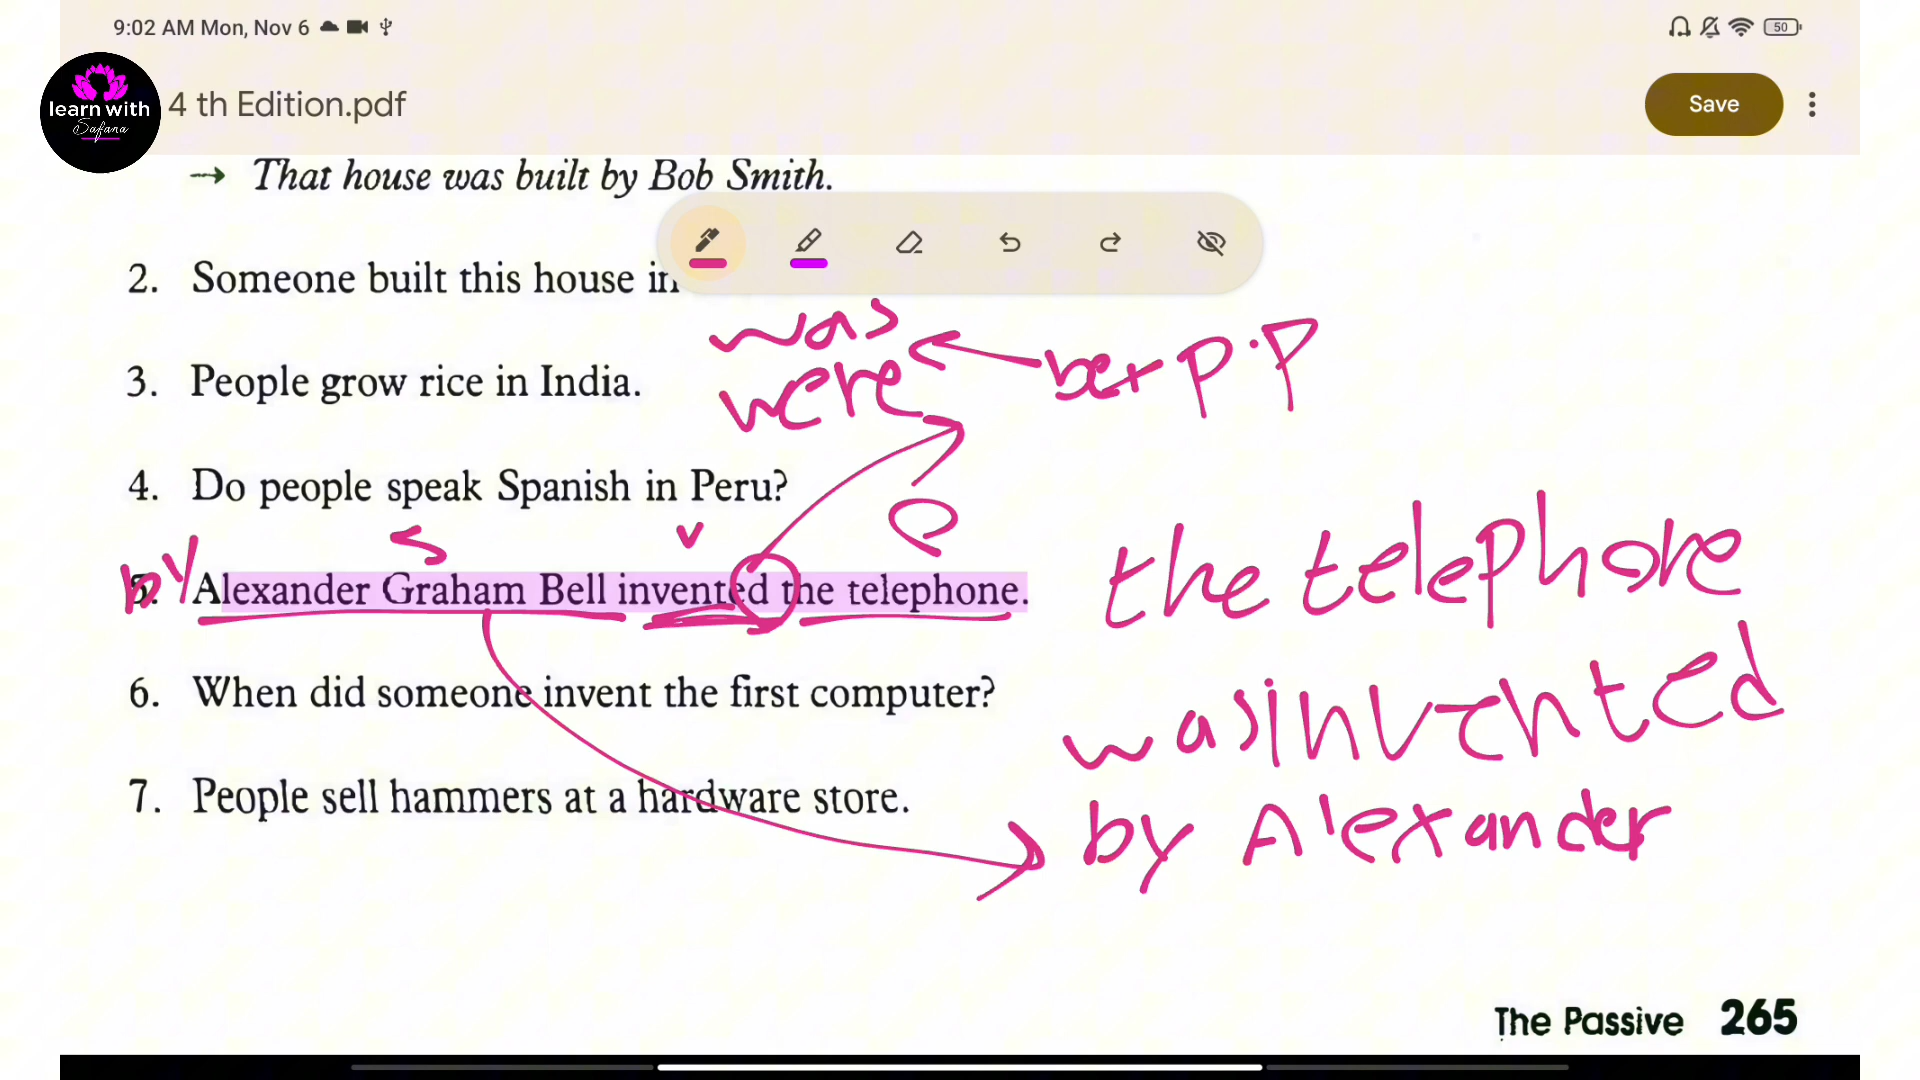 9:02 AM Mon, Nov 6
50
learn with
Safana
4 th Edition.pdf
Save
→ That house was built by Bob Smith.
2. Someone built this house in
was
were
be+ P.P
3. People grow rice in India.
4. Do people speak Spanish in Peru?
S v O
by
5. Alexander Graham Bell invented the telephone.
the telephone
was invented
by Alexander
6. When did someone invent the first computer?
7. People sell hammers at a hardware store.
The Passive 265